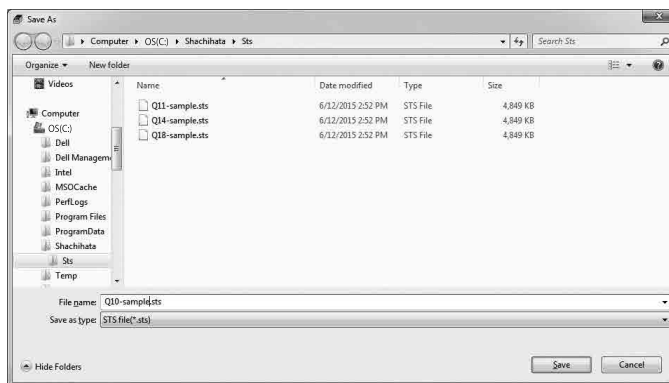 Save As
Computer ▸ OS(C:) ▸ Shachihata ▸ Sts
Search Sts
Organize ▾ New folder
Videos
Computer
OS(C:)
Dell
Dell Managem
Intel
MSOCache
PerfLogs
Program Files
ProgramData
Shachihata
Sts
Temp
Name Date modified Type Size
Q11-sample.sts 6/12/2015 2:52 PM STS File 4,849 KB
Q14-sample.sts 6/12/2015 2:52 PM STS File 4,849 KB
Q18-sample.sts 6/12/2015 2:52 PM STS File 4,849 KB
File name: Q10-sample.sts
Save as type: STS file(*.sts)
Hide Folders
Save Cancel